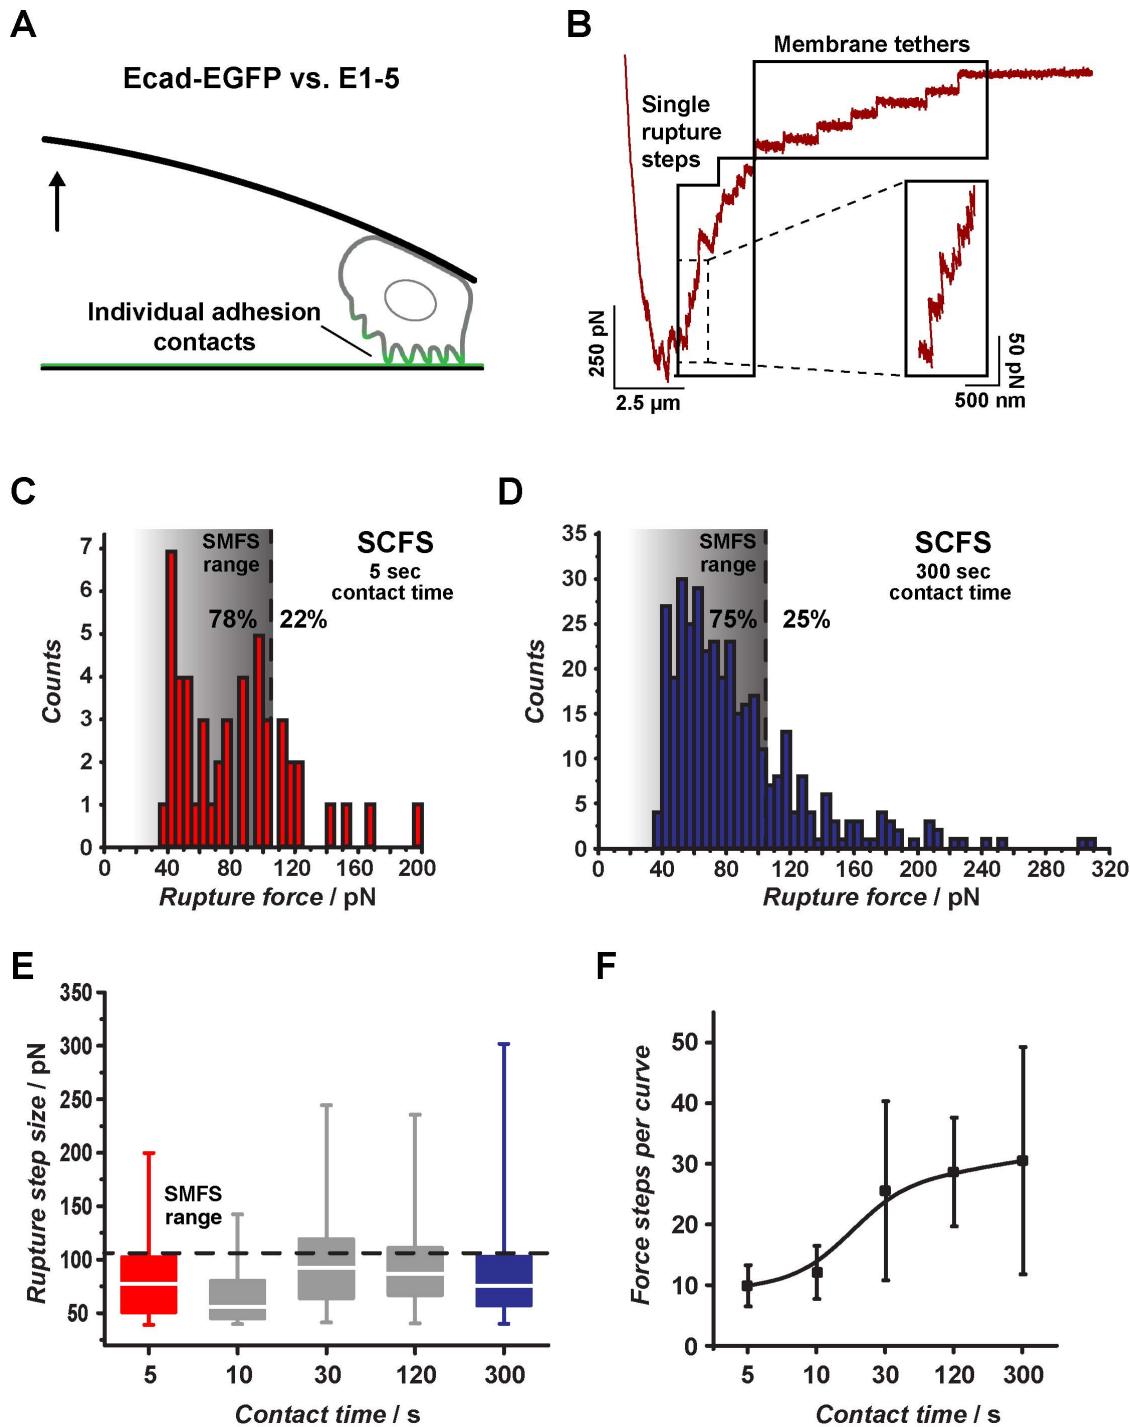 A
Ecad-EGFP vs. E1-5
Individual adhesion
contacts
B
Membrane tethers
Single
rupture
steps
250 pN
2.5 µm
50 pN
500 nm
C
SMFS
range
78%
22%
SCFS
5 sec
contact time
Counts
7
6
5
4
3
2
1
0
0
40
80
120
160
200
Rupture force / pN
D
SMFS
range
75%
25%
SCFS
300 sec
contact time
Counts
35
30
25
20
15
10
5
0
0
40
80
120
160
200
240
280
320
Rupture force / pN
E
Rupture step size / pN
350
300
250
200
150
100
50
SMFS
range
5
10
30
120
300
Contact time / s
F
Force steps per curve
50
40
30
20
10
0
5
10
30
120
300
Contact time / s